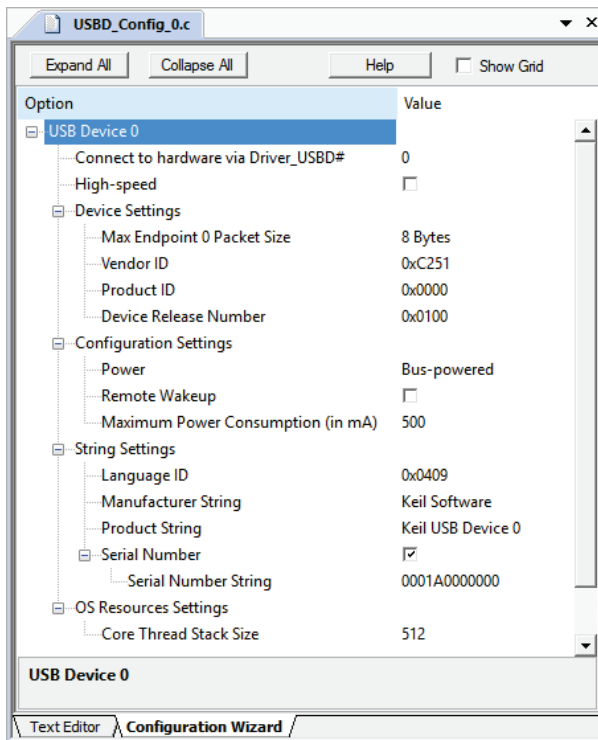 USBD_Config_0.c
Expand All Collapse All Help Show Grid
Option Value
USB Device 0
Connect to hardware via Driver_USBD# 0
High-speed
Device Settings
Max Endpoint 0 Packet Size 8 Bytes
Vendor ID 0xC251
Product ID 0x0000
Device Release Number 0x0100
Configuration Settings
Power Bus-powered
Remote Wakeup
Maximum Power Consumption (in mA) 500
String Settings
Language ID 0x0409
Manufacturer String Keil Software
Product String Keil USB Device 0
Serial Number
Serial Number String 0001A0000000
OS Resources Settings
Core Thread Stack Size 512
USB Device 0
Text Editor Configuration Wizard